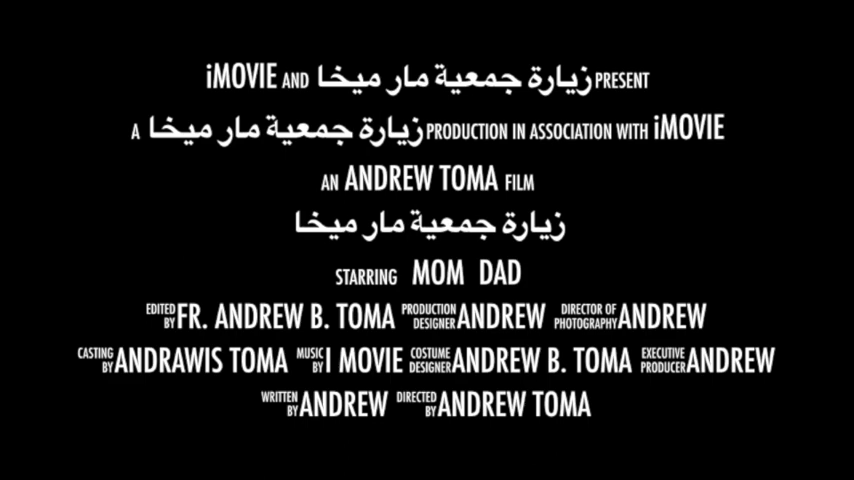 iMOVIE AND زيارة جمعية مار ميخا PRESENT
A زيارة جمعية مار ميخا PRODUCTION IN ASSOCIATION WITH iMOVIE
AN ANDREW TOMA FILM
زيارة جمعية مار ميخا
STARRING MOM DAD
EDITED BY FR. ANDREW B. TOMA PRODUCTION DESIGNER ANDREW DIRECTOR OF PHOTOGRAPHY ANDREW
CASTING BY ANDRAWIS TOMA MUSIC BY I MOVIE COSTUME DESIGNER ANDREW B. TOMA EXECUTIVE PRODUCER ANDREW
WRITTEN BY ANDREW DIRECTED BY ANDREW TOMA